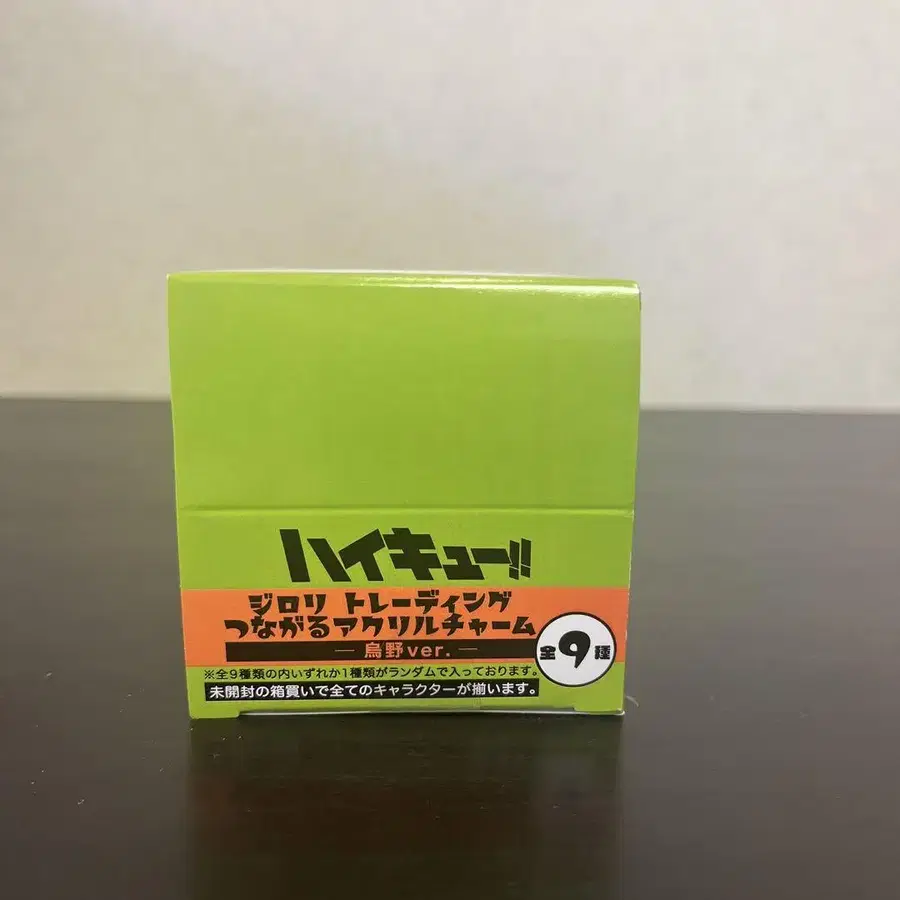 ハイキュー!!
ジロリ トレーディング
つながるアクリルチャーム
― 烏野ver. ―
全9種
※全9種類の内いずれか1種類がランダムで入っております。
未開封の箱買いで全てのキャラクターが揃います。